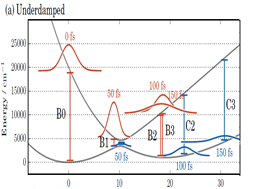 (a) Underdamped
Energy / cm⁻¹
25000
20000
15000
10000
5000
0
0
10
20
30
0 fs
50 fs
100 fs
150 fs
B0
B1
B2
B3
C2
C3
50 fs
100 fs
150 fs